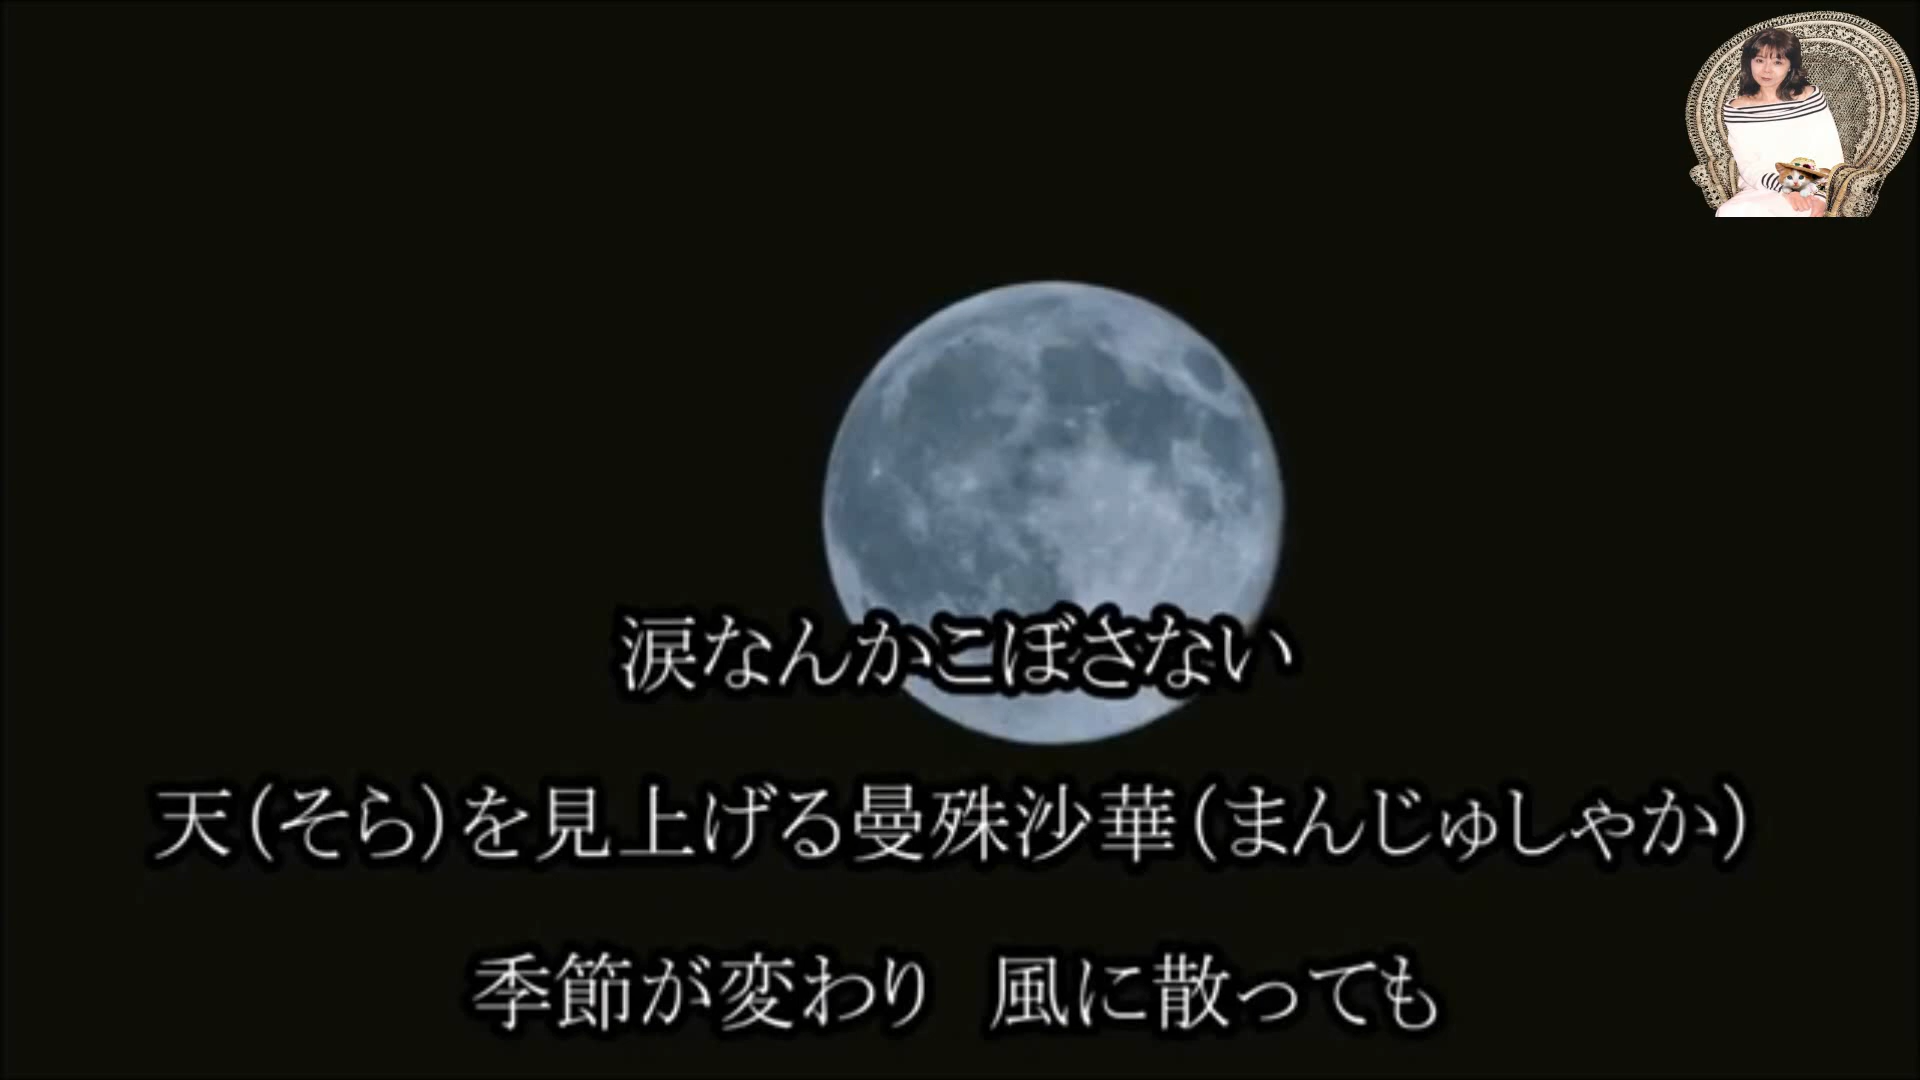 涙なんかこぼさない
天（そら）を見上げる曼殊沙華（まんじゅしゃか）
季節が変わり　風に散っても